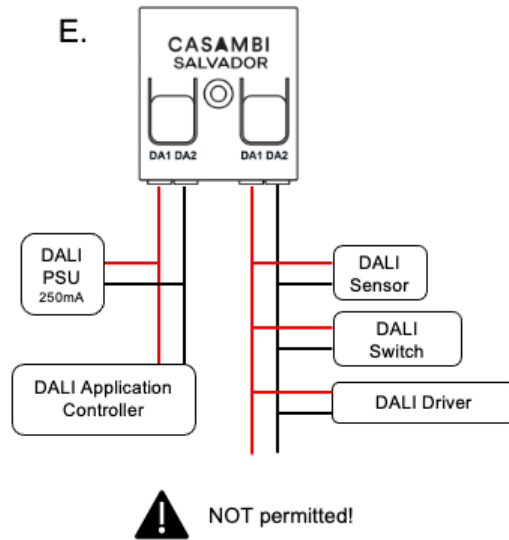 E.
CASAMBI
SALVADOR
DA1 DA2
DA1 DA2
DALI
PSU
250mA
DALI
Sensor
DALI
Switch
DALI Application
Controller
DALI Driver
NOT permitted!